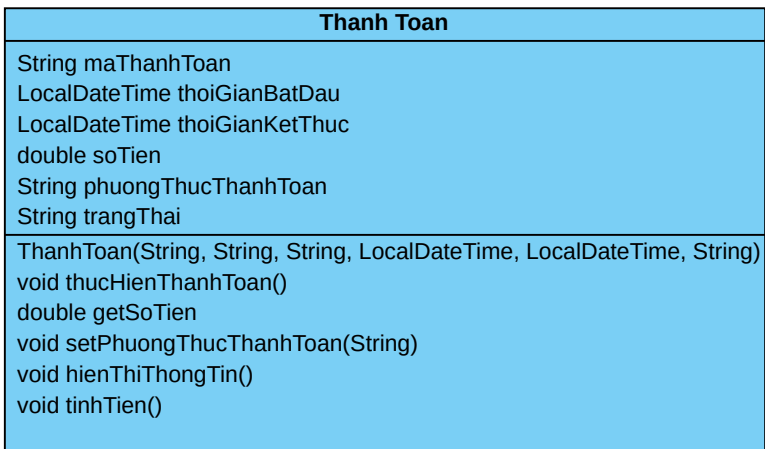 Thanh Toan
String maThanhToan
LocalDateTime thoiGianBatDau
LocalDateTime thoiGianKetThuc
double soTien
String phuongThucThanhToan
String trangThai
ThanhToan(String, String, String, LocalDateTime, LocalDateTime, String)
void thucHienThanhToan()
double getSoTien
void setPhuongThucThanhToan(String)
void hienThiThongTin()
void tinhTien()